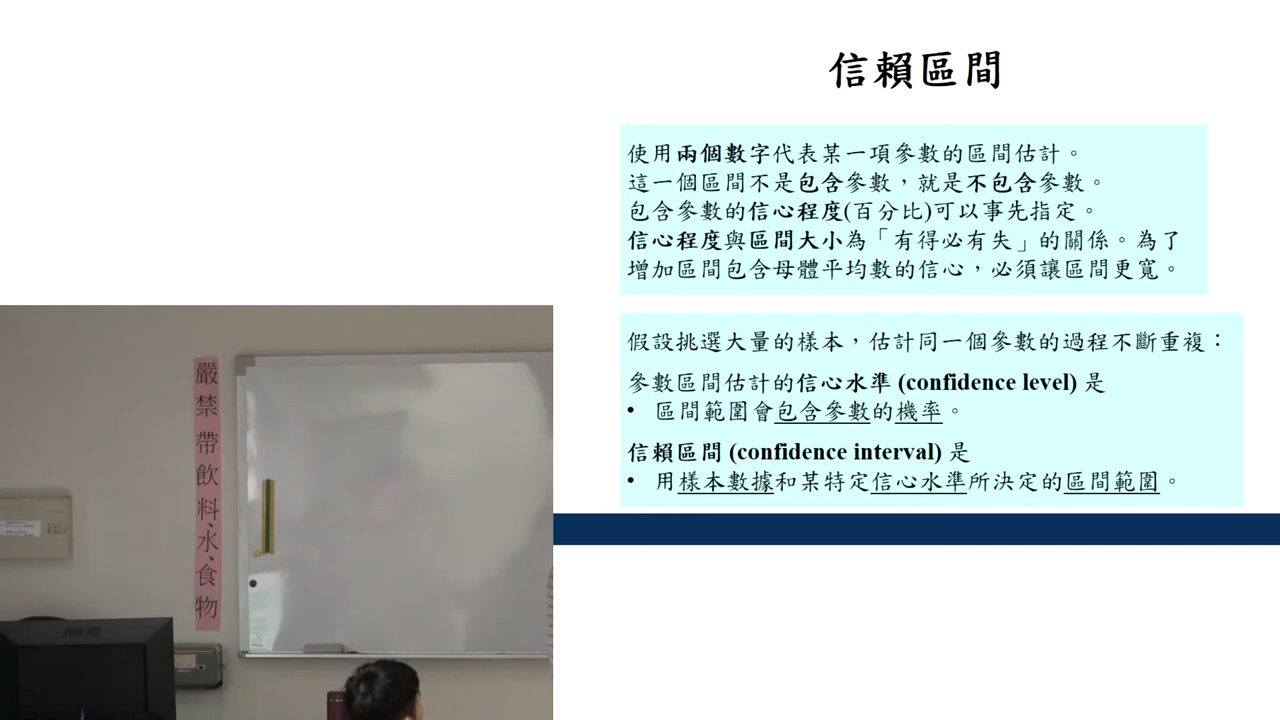 信賴區間
使用兩個數字代表某一項參數的區間估計。
這一個區間不是包含參數，就是不包含參數。
包含參數的信心程度(百分比)可以事先指定。
信心程度與區間大小為「有得必有失」的關係。為了
增加區間包含母體平均數的信心，必須讓區間更寬。
假設挑選大量的樣本，估計同一個參數的過程不斷重複：
參數區間估計的信心水準 (confidence level) 是
• 區間範圍會包含參數的機率。
信賴區間 (confidence interval) 是
• 用樣本數據和某特定信心水準所決定的區間範圍。
嚴禁帶飲料、水、食物